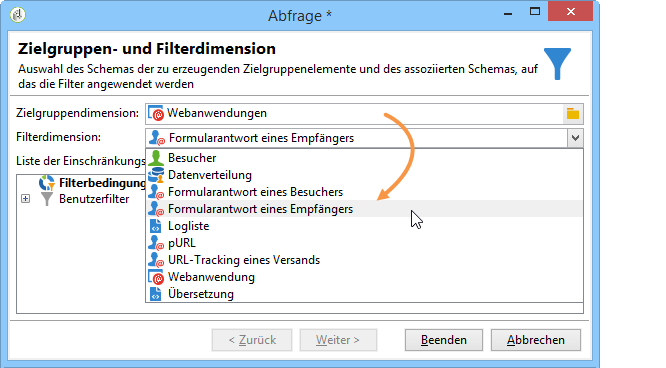 Abfrage *
Zielgruppen- und Filterdimension
Auswahl des Schemas der zu erzeugenden Zielgruppenelemente und des assoziierten Schemas, auf
das die Filter angewendet werden
Zielgruppendimension: Webanwendungen
Filterdimension: Formularantwort eines Empfängers
Liste der Einschränkungs
Filterbedingung
Benutzerfilter
Besucher
Datenverteilung
Formularantwort eines Besuchers
Formularantwort eines Empfängers
Logliste
pURL
URL-Tracking eines Versands
Webanwendung
Übersetzung
< Zurück Weiter > Beenden Abbrechen